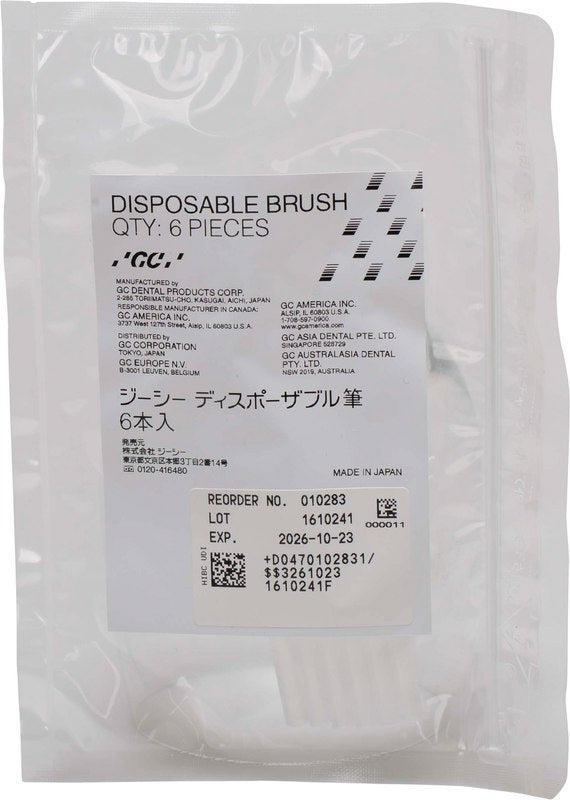 DISPOSABLE BRUSH
QTY: 6 PIECES
GC
MANUFACTURED by
GC DENTAL PRODUCTS CORP.
2-285 TORIIMATSU-CHO, KASUGAI, AICHI, JAPAN
RESPONSIBLE MANUFACTURER IN CANADA:
GC AMERICA INC.
3737 West 127th Street, Alsip, IL 60803 U.S.A.
DISTRIBUTED by
GC CORPORATION
TOKYO, JAPAN
GC EUROPE N.V.
B-3001 LEUVEN, BELGIUM
GC AMERICA INC.
ALSIP, IL 60803 U.S.A.
1-708-597-0900
www.gcamerica.com
GC ASIA DENTAL PTE. LTD.
SINGAPORE 528729
GC AUSTRALASIA DENTAL
PTY. LTD.
NSW 2019, AUSTRALIA
ジーシー ディスポーザブル筆
6本入
発売元
株式会社 ジーシー
東京都文京区本郷3丁目2番14号
0120-416480
MADE IN JAPAN
REORDER NO. 010283
LOT 1610241
EXP. 2026-10-23
000011
HIBC UDI
+D0470102831/
$$3261023
1610241F